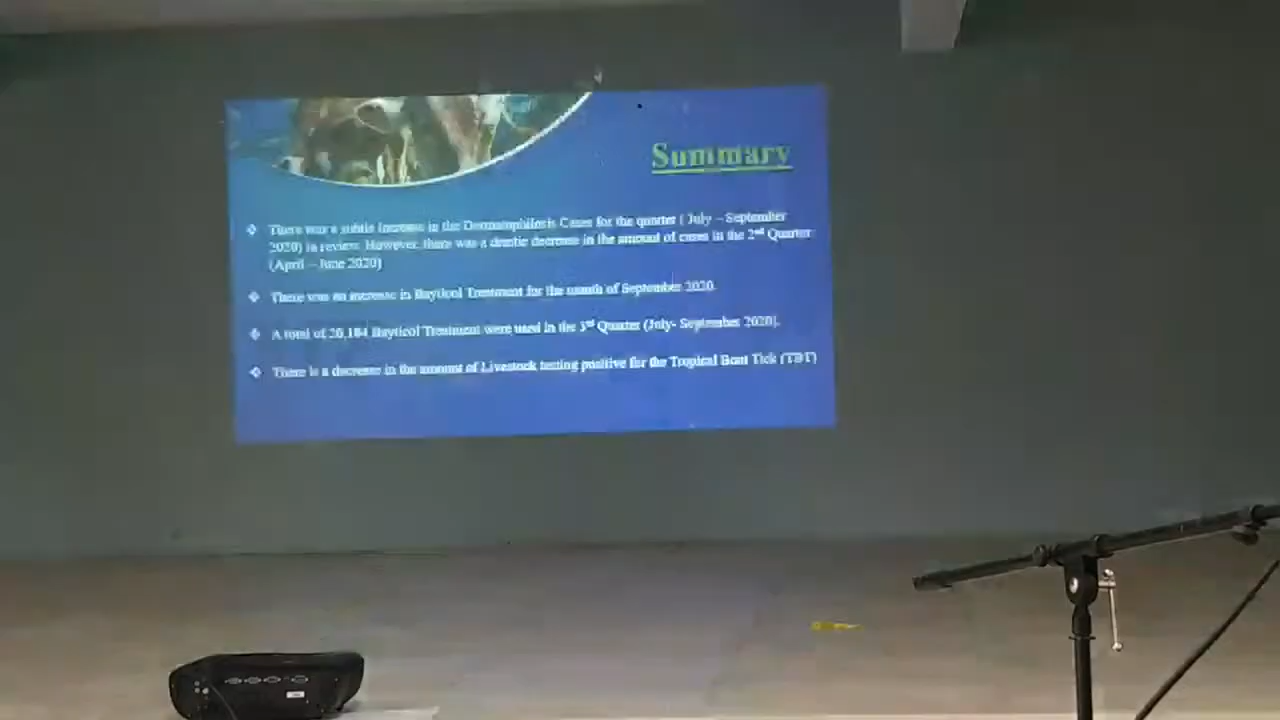 Summary
There was a subtle increase in the Dermatophilosis Cases for the quarter ( July – September
2020) in review. However, there was a drastic decrease in the amount of cases in the 2nd Quarter
(April – June 2020)
There was an increase in Bayticol Treatment for the month of September 2020.
A total of 20,184 Bayticol Treatment were used in the 3rd Quarter (July- September 2020).
There is a decrease in the amount of Livestock testing positive for the Tropical Bont Tick (TBT)